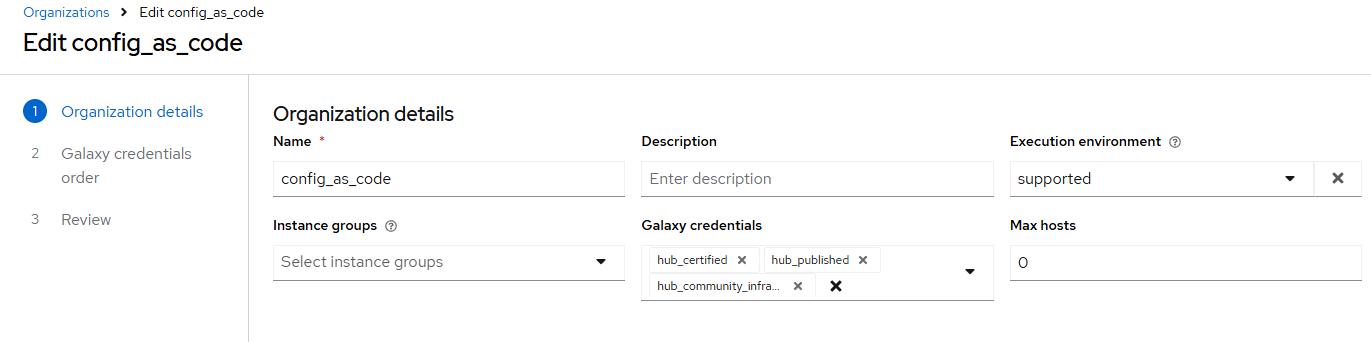 Organizations > Edit config_as_code
Edit config_as_code
1 Organization details
2 Galaxy credentials
order
3 Review
Organization details
Name * Description Execution environment
config_as_code Enter description supported
Instance groups Galaxy credentials Max hosts
Select instance groups hub_certified hub_published 0
hub_community_infra...